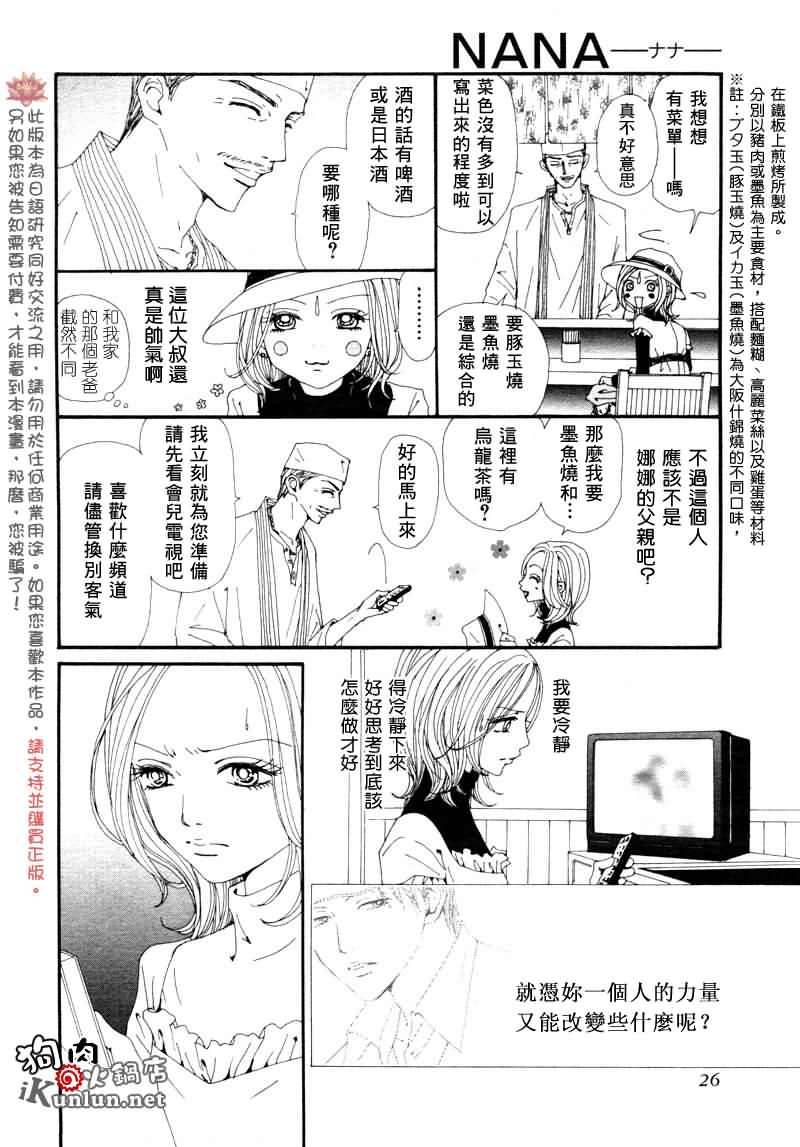 NANA —ナナ—
在鐵板上煎烤所製成。
分別以豬肉或墨魚為主要食材，搭配麵糊、高麗菜絲以及雞蛋等材料
※註：ブタ玉（豚玉燒）及イカ玉（墨魚燒）為大阪什錦燒的不同口味，
我想想
有菜單——嗎
真不好意思
菜色沒有多到可以
寫出來的程度啦
要豚玉燒
墨魚燒
還是綜合的
酒的話有啤酒
或是日本酒
要哪種呢？
………
這位大叔還
真是帥氣啊
和我家
的那個老爸
截然不同
不過這個人
應該不是
娜娜的父親吧？
那麼我要
墨魚燒和…
這裡有
烏龍茶嗎？
好的馬上來
我立刻就為您準備
請先看會兒電視吧
喜歡什麼頻道
請儘管換別客氣
我要冷靜
得冷靜下來
好好思考到底該
怎麼做才好
就憑妳一個人的力量
又能改變些什麼呢？
26
此版本為日語研究同好交流之用，請勿用於任何商業用途。如果您喜歡本作品，請支持並購買正版。
另如果您被告知需要付費，才能看到本漫畫，那麼，您被騙了！
狗肉火鍋店
iKunlun.net